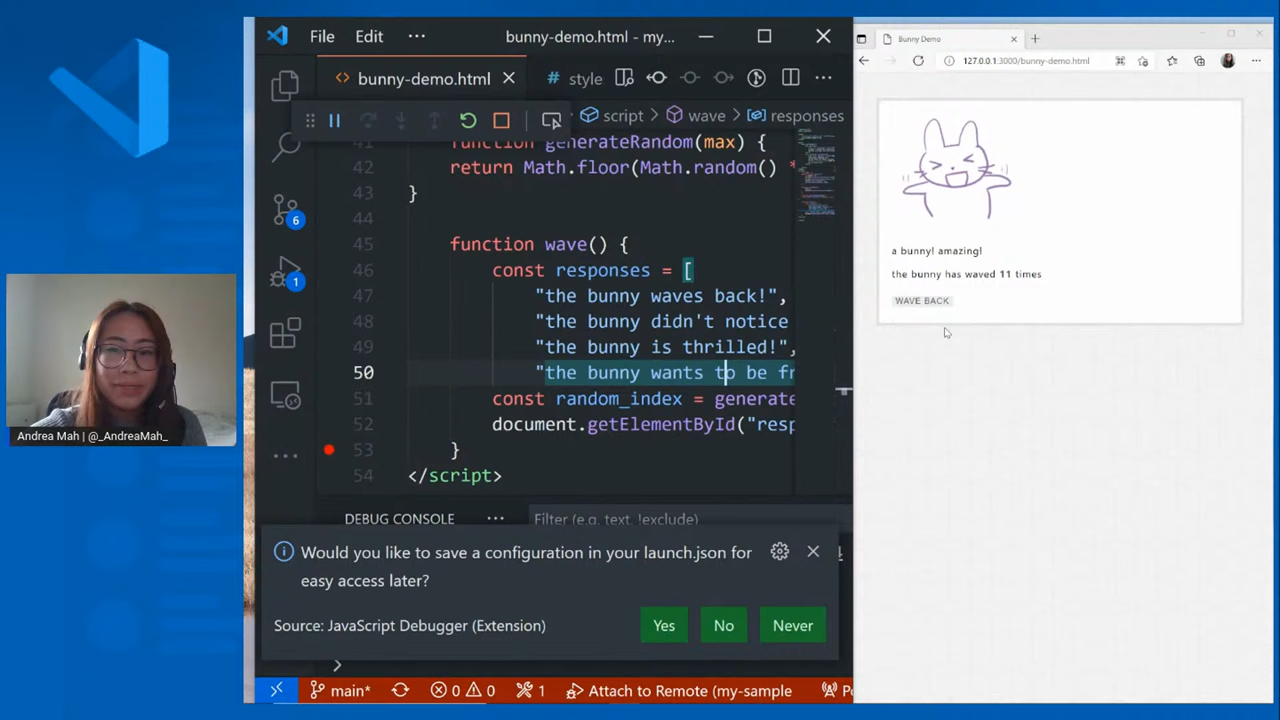 File Edit ... bunny-demo.html - my...
bunny-demo.html
# style
script > wave > responses
41 function generateRandom(max) {
42 return Math.floor(Math.random() *
43 }
44
45 function wave() {
46 const responses = [
47 "the bunny waves back!",
48 "the bunny didn't notice
49 "the bunny is thrilled!",
50 "the bunny wants to be fr
51 const random_index = generate
52 document.getElementById("resp
53 }
54 </script>
6
1
DEBUG CONSOLE
Filter (e.g. text, !exclude)
Would you like to save a configuration in your launch.json for
easy access later?
Source: JavaScript Debugger (Extension)
Yes No Never
main* 0 0 1 Attach to Remote (my-sample Po
Andrea Mah | @_AndreaMah_
Bunny Demo
127.0.0.1:3000/bunny-demo.html
a bunny! amazing!
the bunny has waved 11 times
WAVE BACK